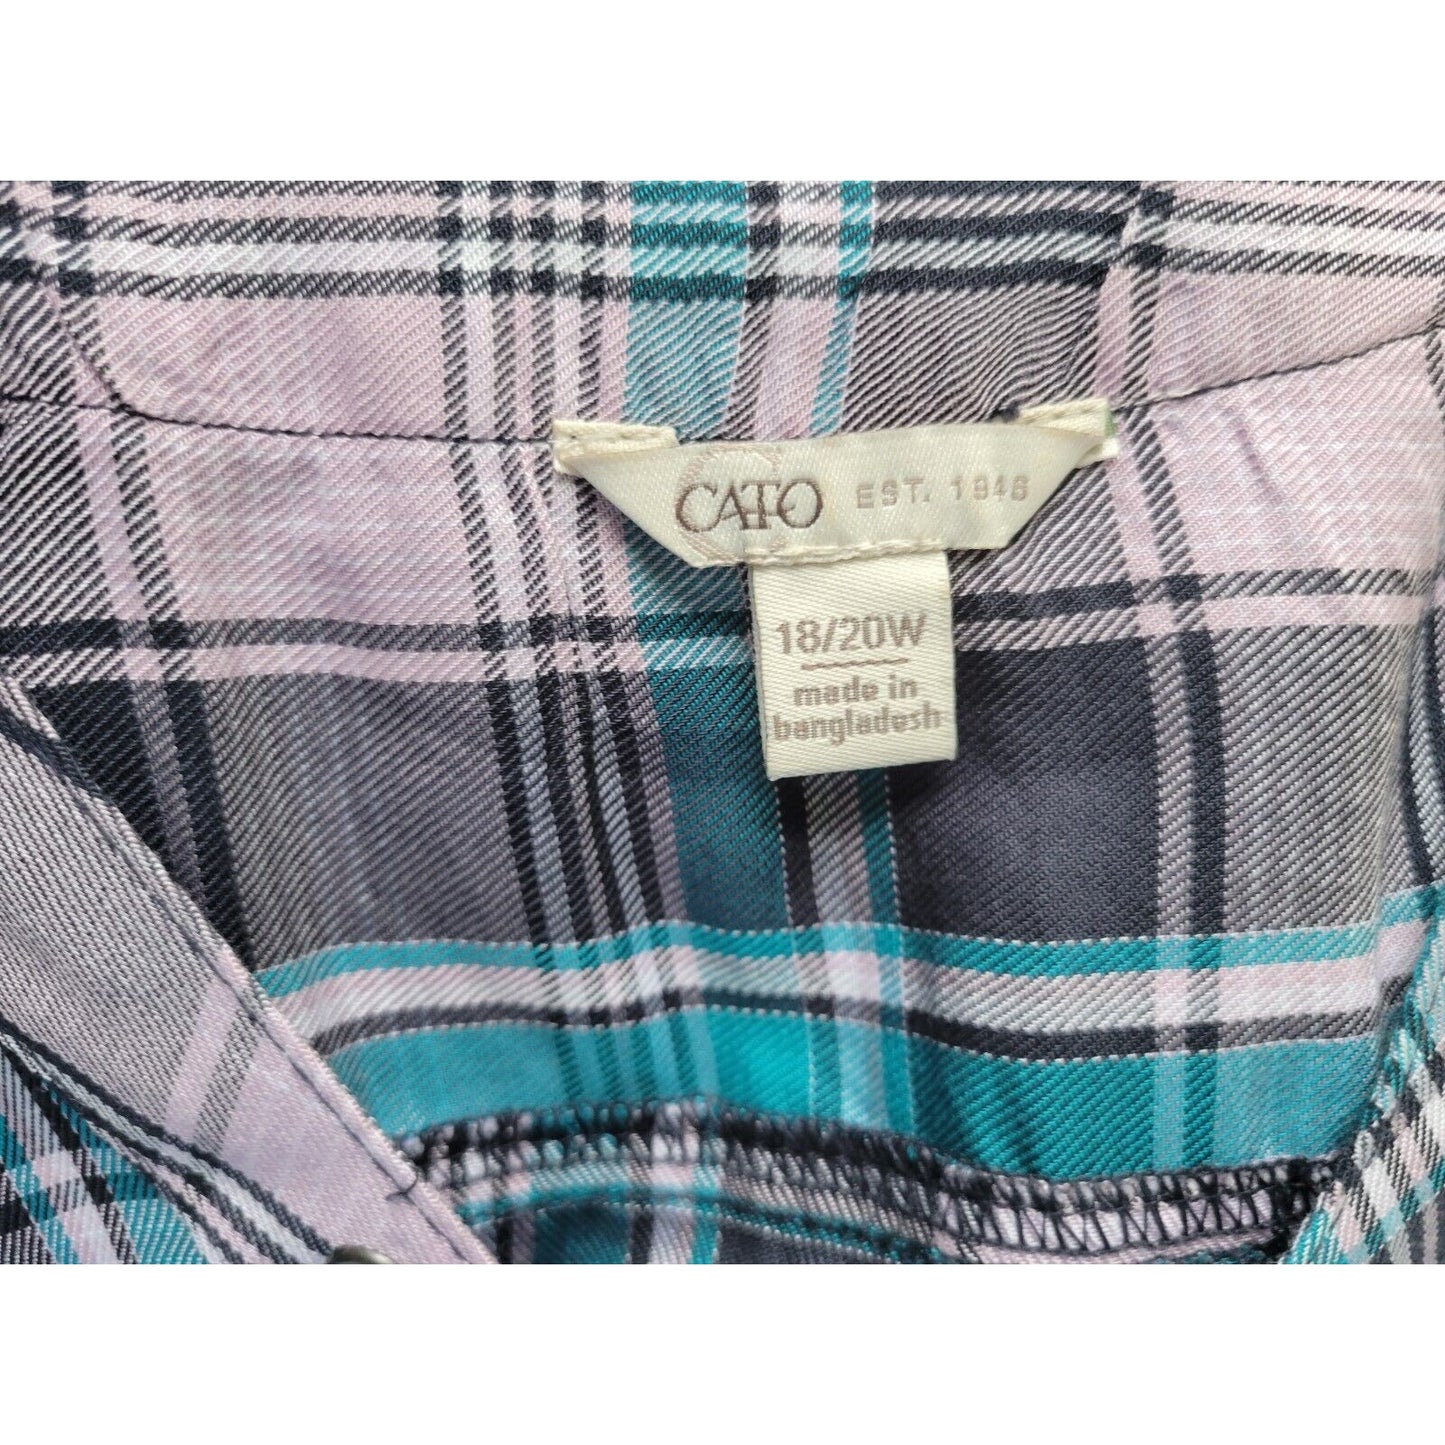 CATO EST. 1946
18/20W
made in
bangladesh